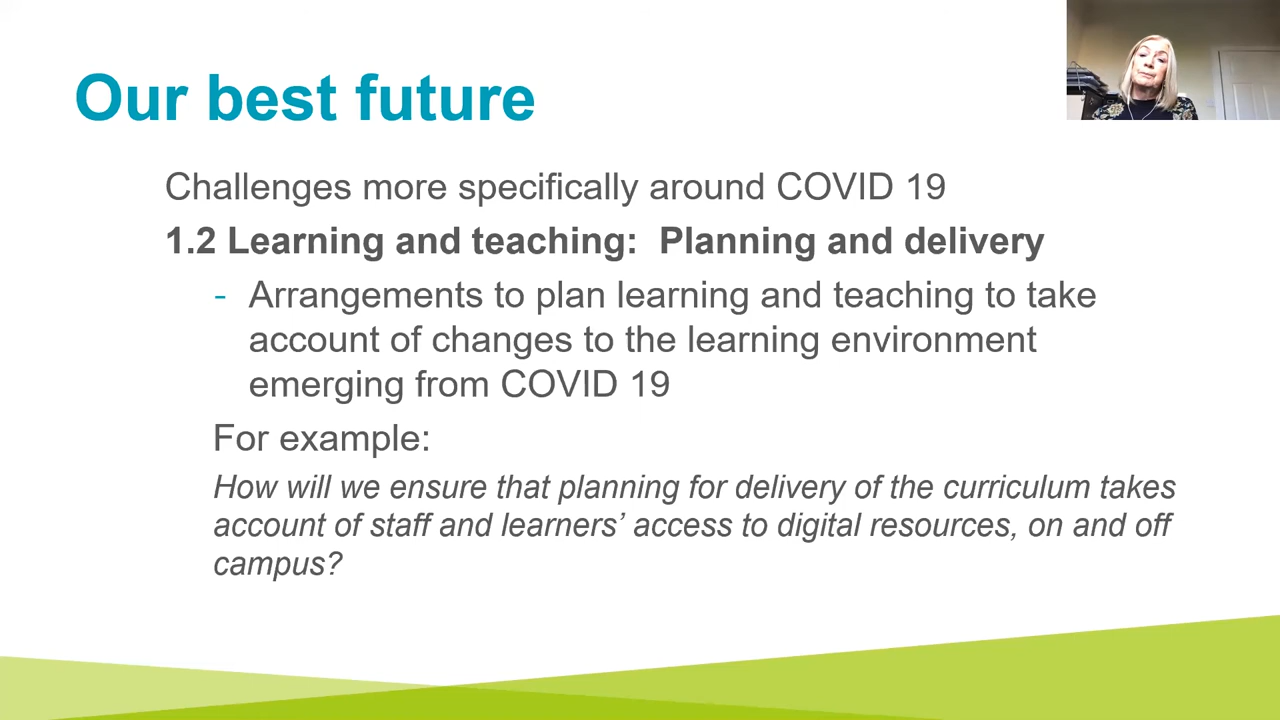 Our best future
Challenges more specifically around COVID 19
1.2 Learning and teaching:  Planning and delivery
- Arrangements to plan learning and teaching to take
account of changes to the learning environment
emerging from COVID 19
For example:
How will we ensure that planning for delivery of the curriculum takes
account of staff and learners’ access to digital resources, on and off
campus?